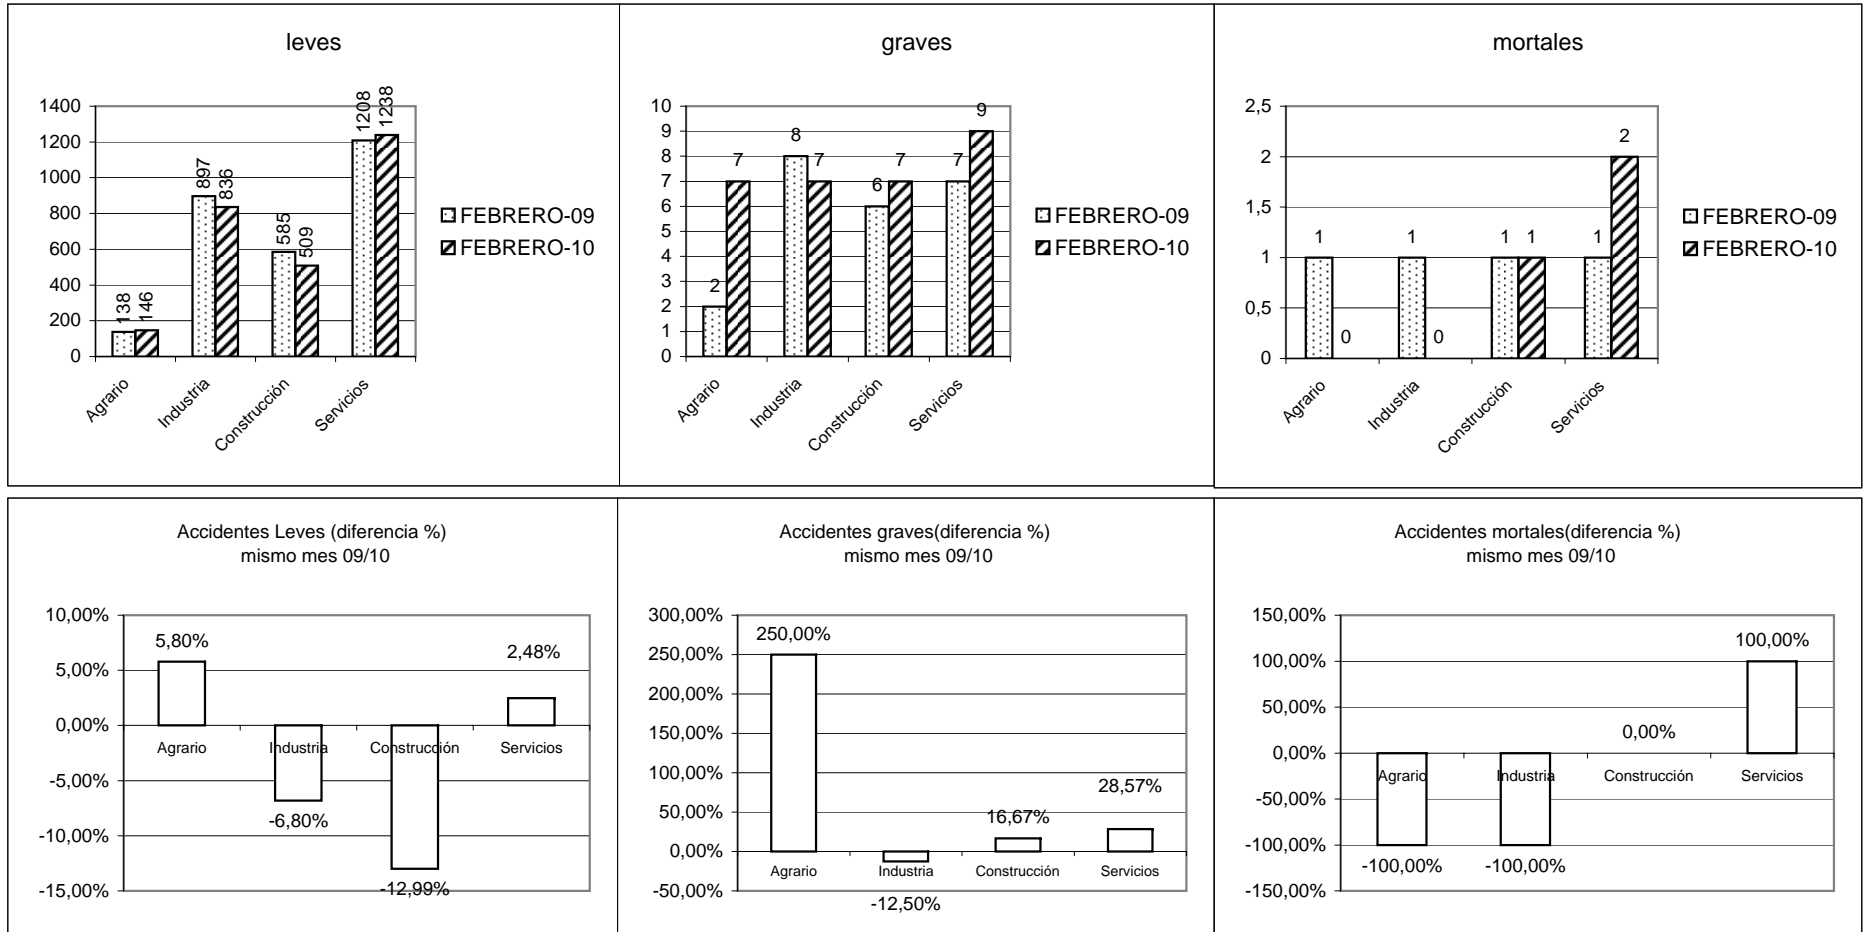 leves
1400
1200
1000
800
600
400
200
0
138
146
897
836
585
509
1208
1238
Agrario
Industria
Construcción
Servicios
FEBRERO-09
FEBRERO-10
graves
10
9
8
7
6
5
4
3
2
1
0
2
7
8
7
6
7
7
9
Agrario
Industria
Construcción
Servicios
FEBRERO-09
FEBRERO-10
mortales
2,5
2
1,5
1
0,5
0
1
0
1
0
1
1
1
2
Agrario
Industria
Construcción
Servicios
FEBRERO-09
FEBRERO-10
Accidentes Leves (diferencia %)
mismo mes 09/10
10,00%
5,00%
0,00%
-5,00%
-10,00%
-15,00%
5,80%
-6,80%
-12,99%
2,48%
Agrario
Industria
Construcción
Servicios
Accidentes graves(diferencia %)
mismo mes 09/10
300,00%
250,00%
200,00%
150,00%
100,00%
50,00%
0,00%
-50,00%
250,00%
-12,50%
16,67%
28,57%
Agrario
Industria
Construcción
Servicios
Accidentes mortales(diferencia %)
mismo mes 09/10
150,00%
100,00%
50,00%
0,00%
-50,00%
-100,00%
-150,00%
-100,00%
-100,00%
0,00%
100,00%
Agrario
Industria
Construcción
Servicios